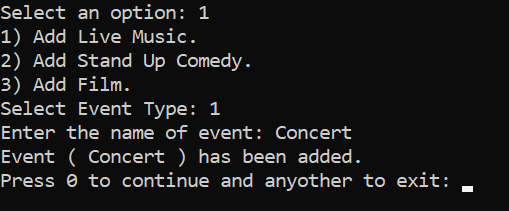 Select an option: 1
1) Add Live Music.
2) Add Stand Up Comedy.
3) Add Film.
Select Event Type: 1
Enter the name of event: Concert
Event ( Concert ) has been added.
Press 0 to continue and anyother to exit: